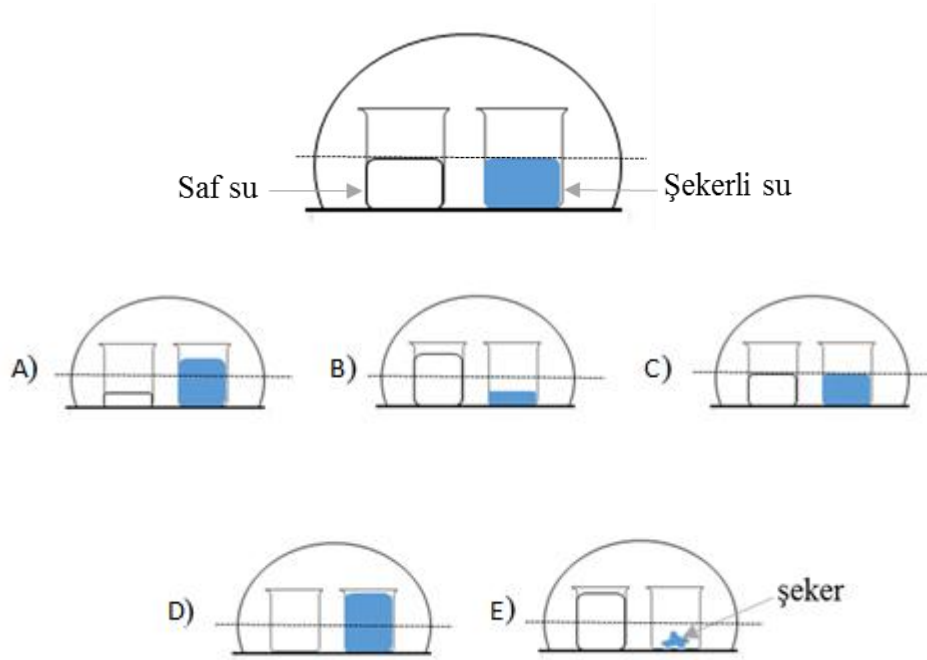 Saf su
Şekerli su
A)
B)
C)
D)
E)
şeker